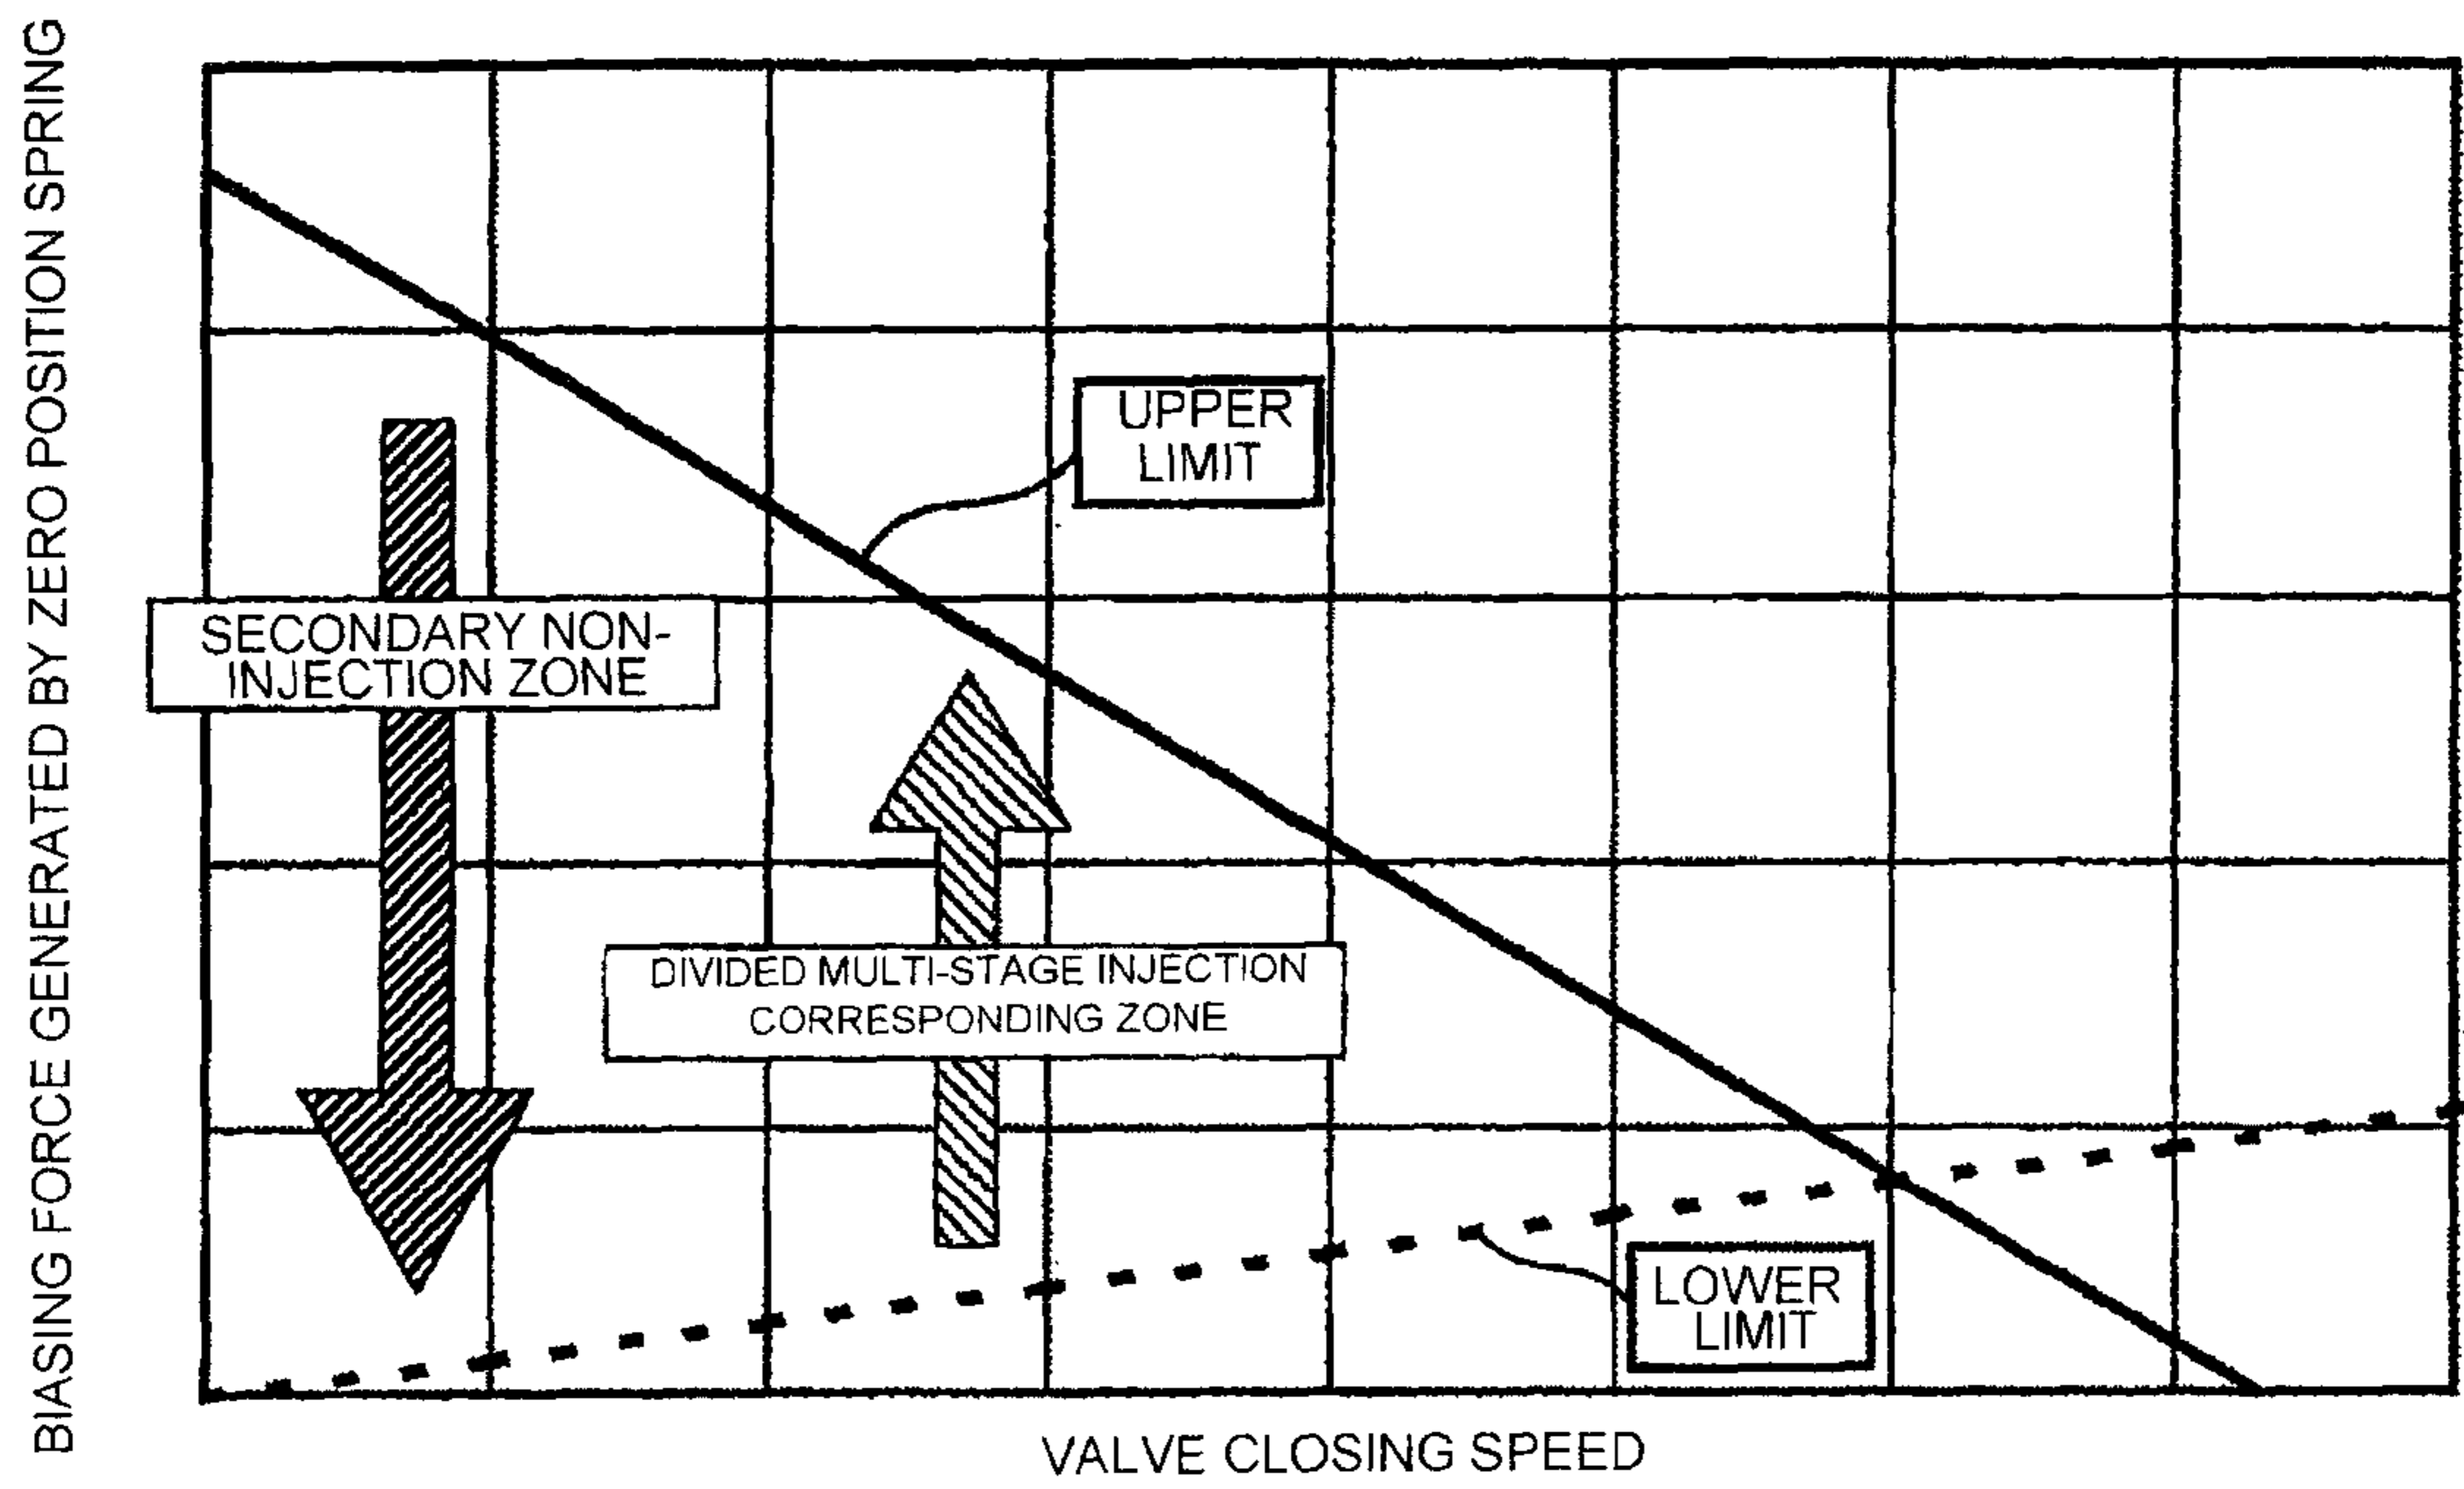 BIASING FORCE GENERATED BY ZERO POSITION SPRING
UPPER
LIMIT
SECONDARY NON-
INJECTION ZONE
DIVIDED MULTI-STAGE INJECTION
CORRESPONDING ZONE
LOWER
LIMIT
VALVE CLOSING SPEED